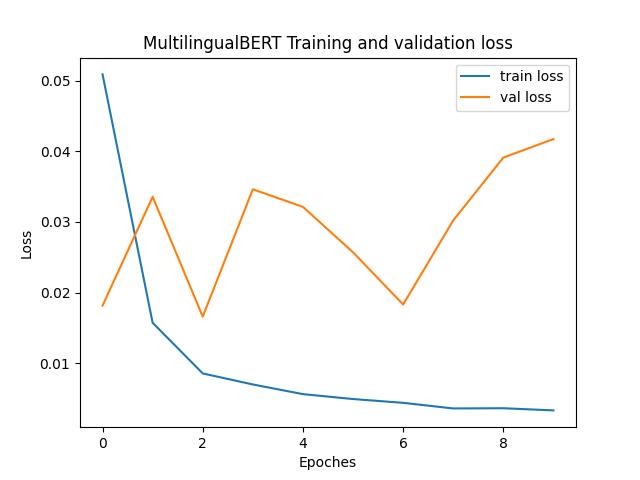 MultilingualBERT Training and validation loss
train loss
val loss
0.05
0.04
0.03
0.02
0.01
Loss
0 2 4 6 8
Epoches